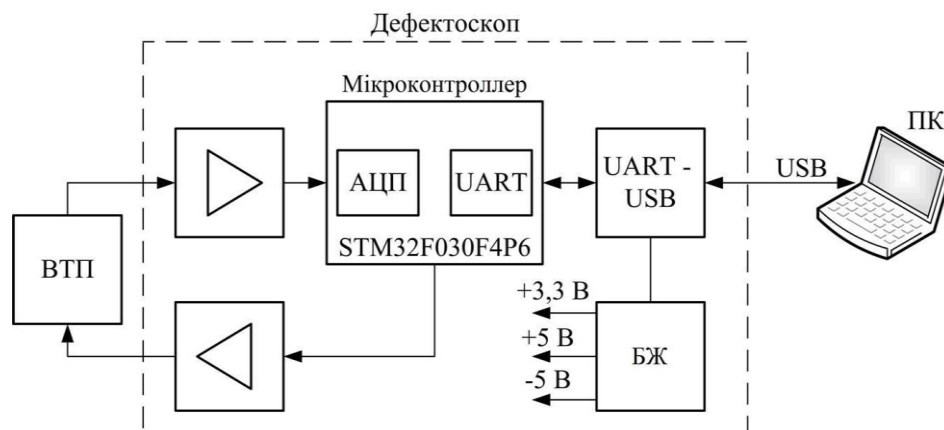 Дефектоскоп
Мікроконтроллер
ПК
АЦП
UART
UART -
USB
USB
STM32F030F4P6
ВТП
+3,3 В
+5 В
-5 В
БЖ